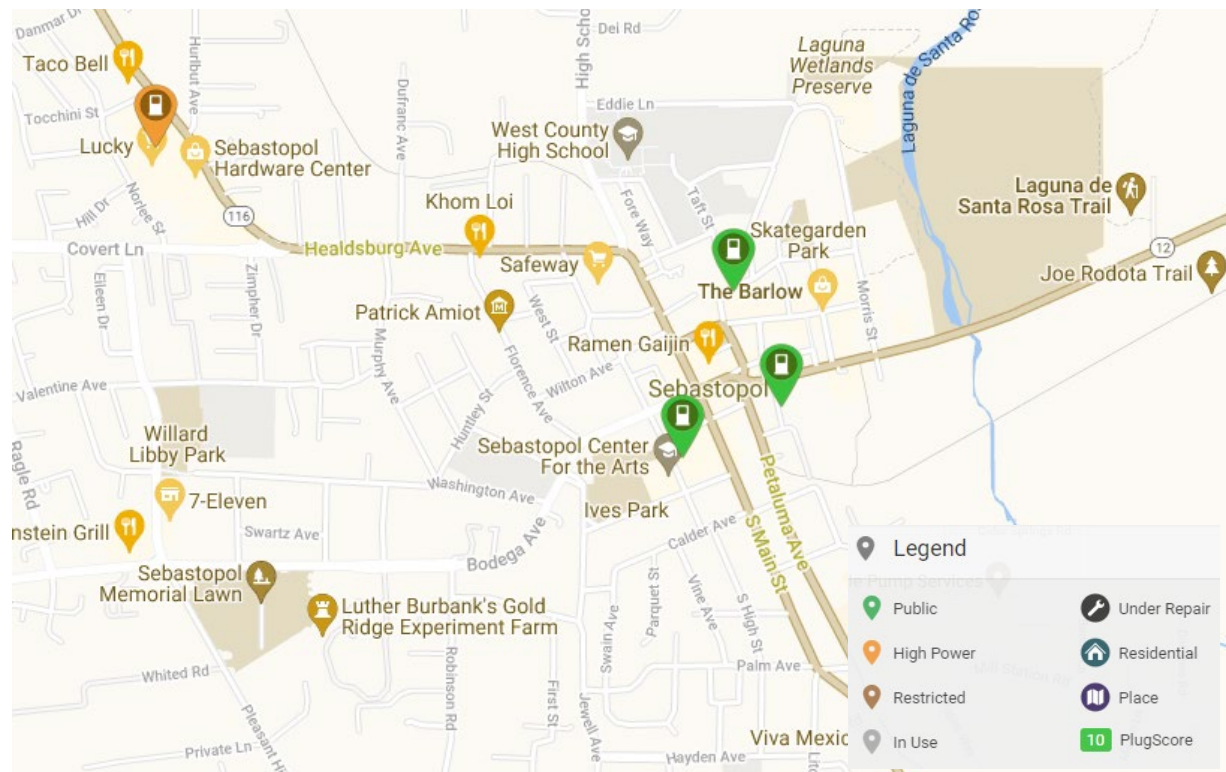 Danmar Dr
Hurlbut Ave
High Scho
Dei Rd
Laguna
Wetlands
Preserve
Laguna de Santa Ros
Taco Bell
Tocchini St
Dufranc Ave
Eddie Ln
West County
High School
Lucky
Sebastopol
Hardware Center
Hill Dr
Norlee St
116
Fore Way
Taft St
Laguna de
Santa Rosa Trail
Khom Loi
Skategarden
Park
Covert Ln
Healdsburg Ave
12
Safeway
Joe Rodota Trail
Eileen Dr
Zimpher Dr
The Barlow
Morris St
Patrick Amiot
West St
Ramen Gaijin
Murphy Ave
Florence Ave
Wilton Ave
Sebastopol
Valentine Ave
Huntley St
Willard
Libby Park
Sebastopol Center
For the Arts
Ragle Rd
Washington Ave
Petaluma Ave
7-Eleven
Ives Park
nstein Grill
Swartz Ave
Calder Ave
S Main St
Bodega Ave
Sebastopol
Memorial Lawn
Luther Burbank's Gold
Ridge Experiment Farm
Parquet St
Vine Ave
S High St
Swain Ave
Whited Rd
Robinson Rd
First St
Jewell Ave
Palm Ave
Pleasant Hi
Private Ln
Viva Mexic
Hayden Ave
Litc
Legend
e Pump Services
Public
Under Repair
High Power
Residential
Restricted
Place
In Use
10
PlugScore